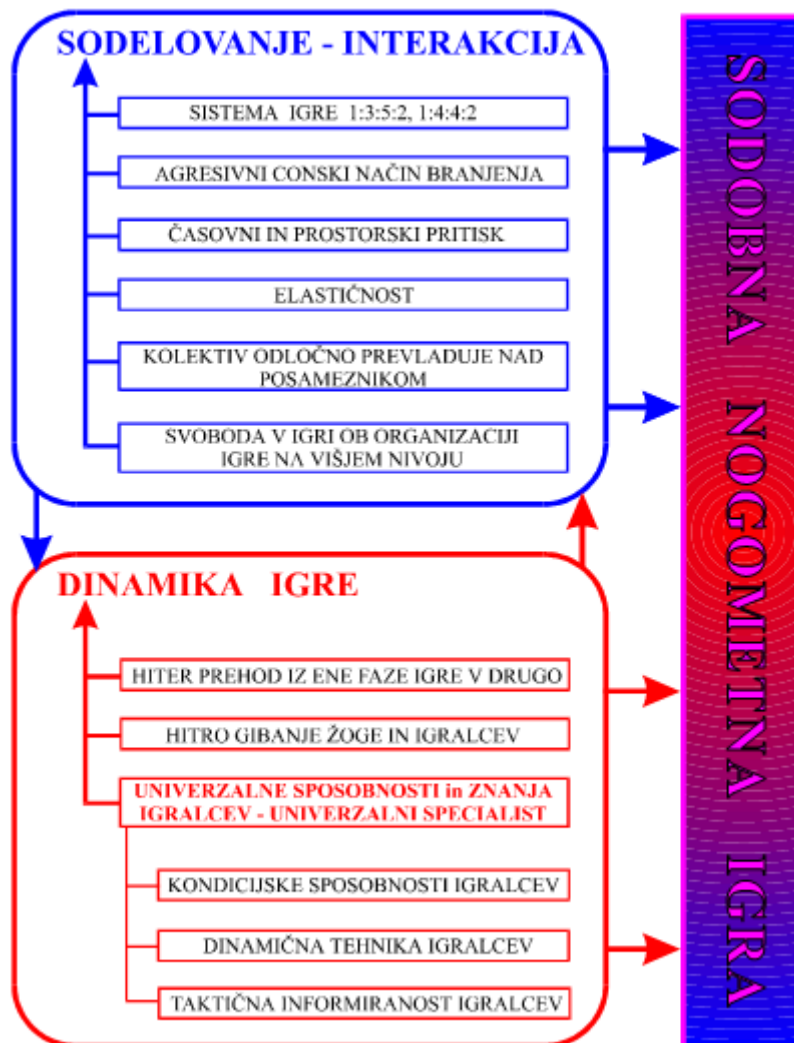 SODELOVANJE - INTERAKCIJA
SISTEMA IGRE 1:3:5:2, 1:4:4:2
AGRESIVNI CONSKI NAČIN BRANJENJA
ČASOVNI IN PROSTORSKI PRITISK
ELASTIČNOST
KOLEKTIV ODLOČNO PREVLADUJE NAD
POSAMEZNIKOM
SVOBODA V IGRI OB ORGANIZACIJI
IGRE NA VIŠJEM NIVOJU
DINAMIKA IGRE
HITER PREHOD IZ ENE FAZE IGRE V DRUGO
HITRO GIBANJE ŽOGE IN IGRALCEV
UNIVERZALNE SPOSOBNOSTI in ZNANJA
IGRALCEV - UNIVERZALNI SPECIALIST
KONDICIJSKE SPOSOBNOSTI IGRALCEV
DINAMIČNA TEHNIKA IGRALCEV
TAKTIČNA INFORMIRANOST IGRALCEV
SODOBNA NOGOMETNA IGRA